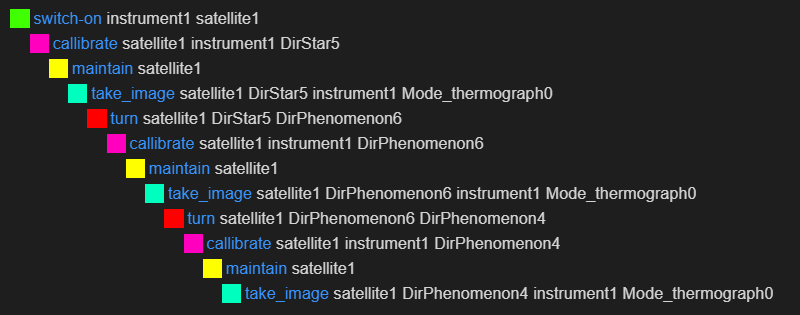 switch-on instrument1 satellite1
callibrate satellite1 instrument1 DirStar5
maintain satellite1
take_image satellite1 DirStar5 instrument1 Mode_thermograph0
turn satellite1 DirStar5 DirPhenomenon6
callibrate satellite1 instrument1 DirPhenomenon6
maintain satellite1
take_image satellite1 DirPhenomenon6 instrument1 Mode_thermograph0
turn satellite1 DirPhenomenon6 DirPhenomenon4
callibrate satellite1 instrument1 DirPhenomenon4
maintain satellite1
take_image satellite1 DirPhenomenon4 instrument1 Mode_thermograph0